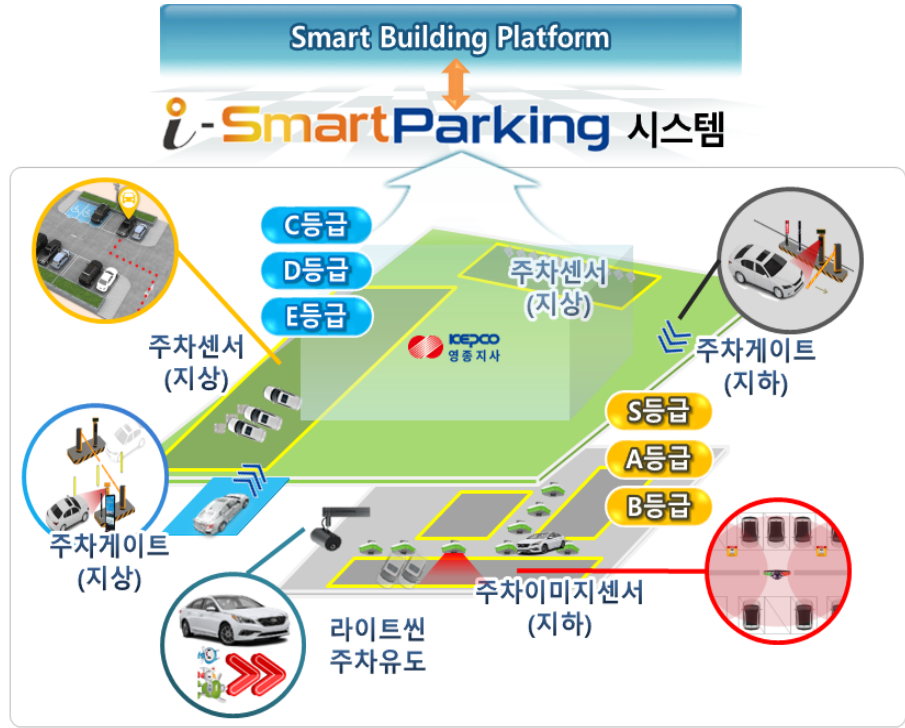 Smart Building Platform
i-SmartParking 시스템
C등급
D등급
E등급
주차센서
(지상)
주차센서
(지상)
KEPCO
영종지사
주차게이트
(지하)
S등급
A등급
B등급
주차게이트
(지상)
주차이미지센서
(지하)
라이트씬
주차유도